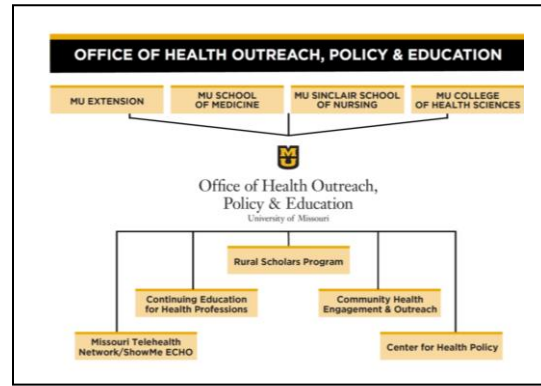 OFFICE OF HEALTH OUTREACH, POLICY & EDUCATION
MU EXTENSION
MU SCHOOL
OF MEDICINE
MU SINCLAIR SCHOOL
OF NURSING
MU COLLEGE
OF HEALTH SCIENCES
MU
Office of Health Outreach,
Policy & Education
University of Missouri
Rural Scholars Program
Continuing Education
for Health Professions
Community Health
Engagement & Outreach
Missouri Telehealth
Network/ShowMe ECHO
Center for Health Policy